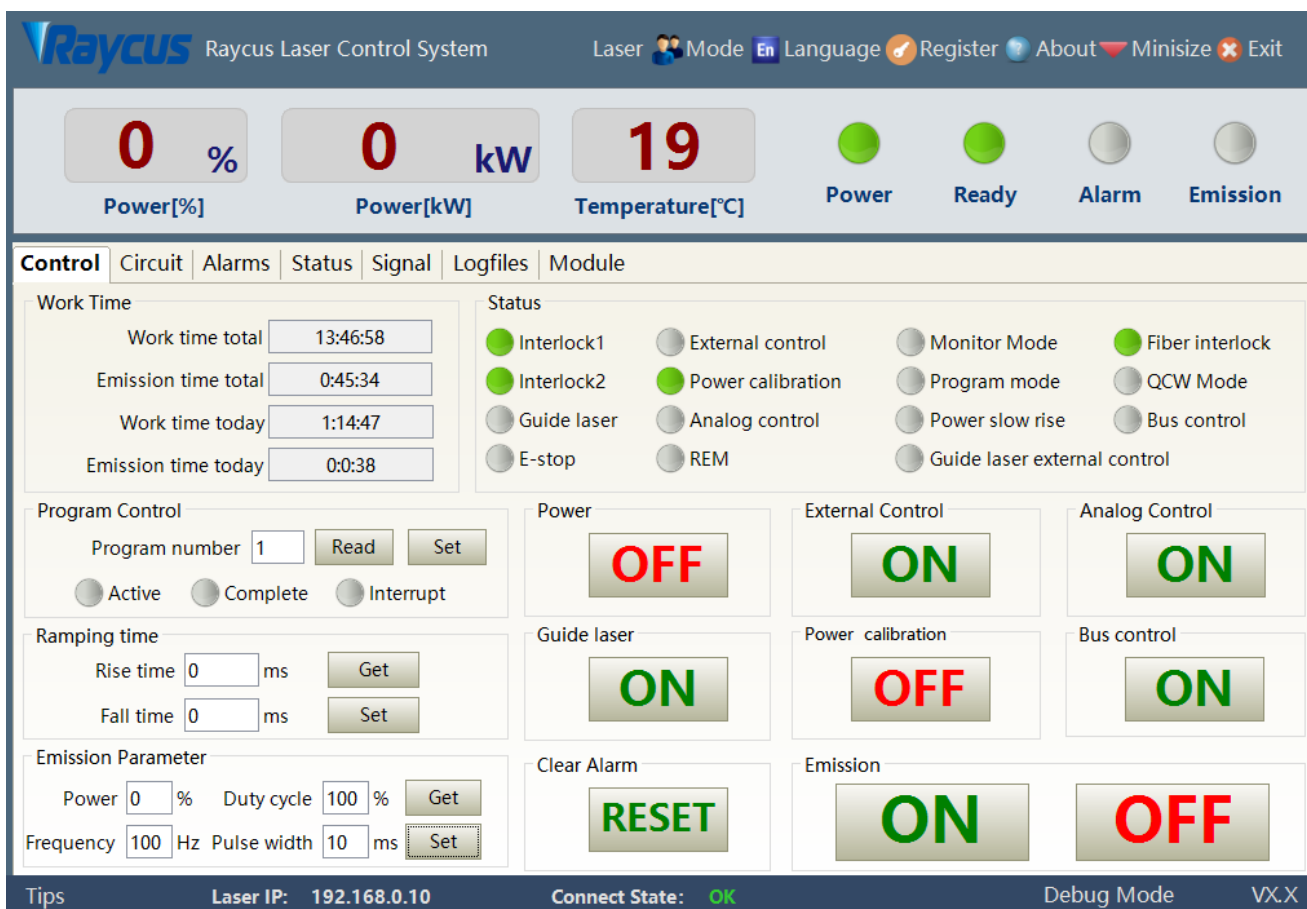 Raycus Raycus Laser Control System Laser Mode En Language Register ? About Minisize Exit
0 % 0 kW 19
Power[%] Power[kW] Temperature[℃] Power Ready Alarm Emission
Control Circuit Alarms Status Signal Logfiles Module
Work Time
Work time total 13:46:58
Emission time total 0:45:34
Work time today 1:14:47
Emission time today 0:0:38
Status
Interlock1 External control Monitor Mode Fiber interlock
Interlock2 Power calibration Program mode QCW Mode
Guide laser Analog control Power slow rise Bus control
E-stop REM Guide laser external control
Program Control
Program number 1 Read Set
Active Complete Interrupt
Power
OFF
External Control
ON
Analog Control
ON
Ramping time
Rise time 0 ms Get
Fall time 0 ms Set
Guide laser
ON
Power calibration
OFF
Bus control
ON
Emission Parameter
Power 0 % Duty cycle 100 % Get
Frequency 100 Hz Pulse width 10 ms Set
Clear Alarm
RESET
Emission
ON OFF
Tips Laser IP: 192.168.0.10 Connect State: OK Debug Mode VX.X